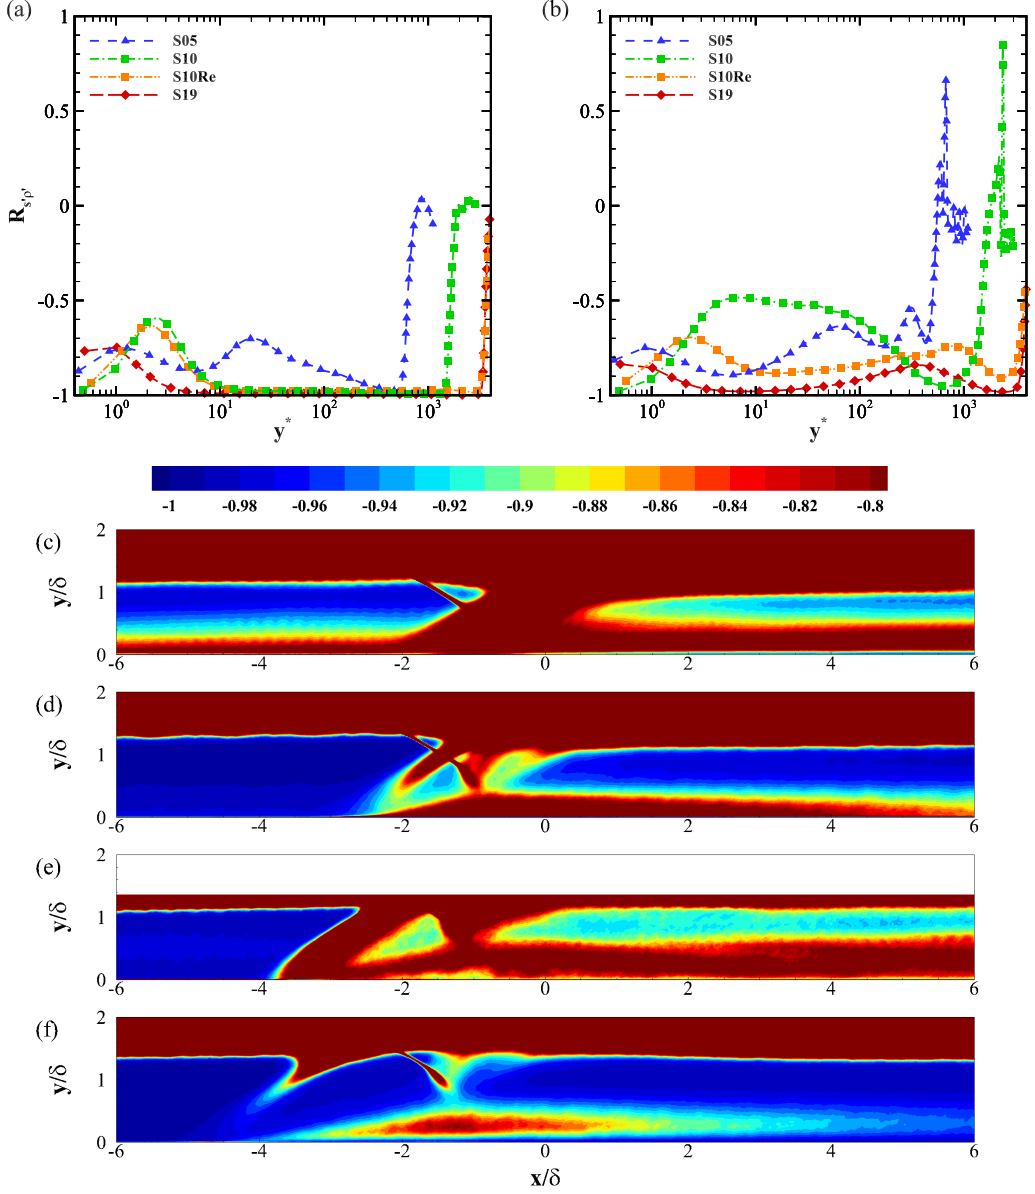 (a)
1
0.5
0
-0.5
-1
R_{s'ρ'}
S05
S10
S10Re
S19
10^0 10^1 10^2 10^3
y^*
(b)
1
0.5
0
-0.5
-1
S05
S10
S10Re
S19
10^0 10^1 10^2 10^3
y^*
-1 -0.98 -0.96 -0.94 -0.92 -0.9 -0.88 -0.86 -0.84 -0.82 -0.8
(c)
y/δ
2
1
0
-6 -4 -2 0 2 4 6
(d)
y/δ
2
1
0
-6 -4 -2 0 2 4 6
(e)
y/δ
2
1
0
-6 -4 -2 0 2 4 6
(f)
y/δ
2
1
0
-6 -4 -2 0 2 4 6
x/δ